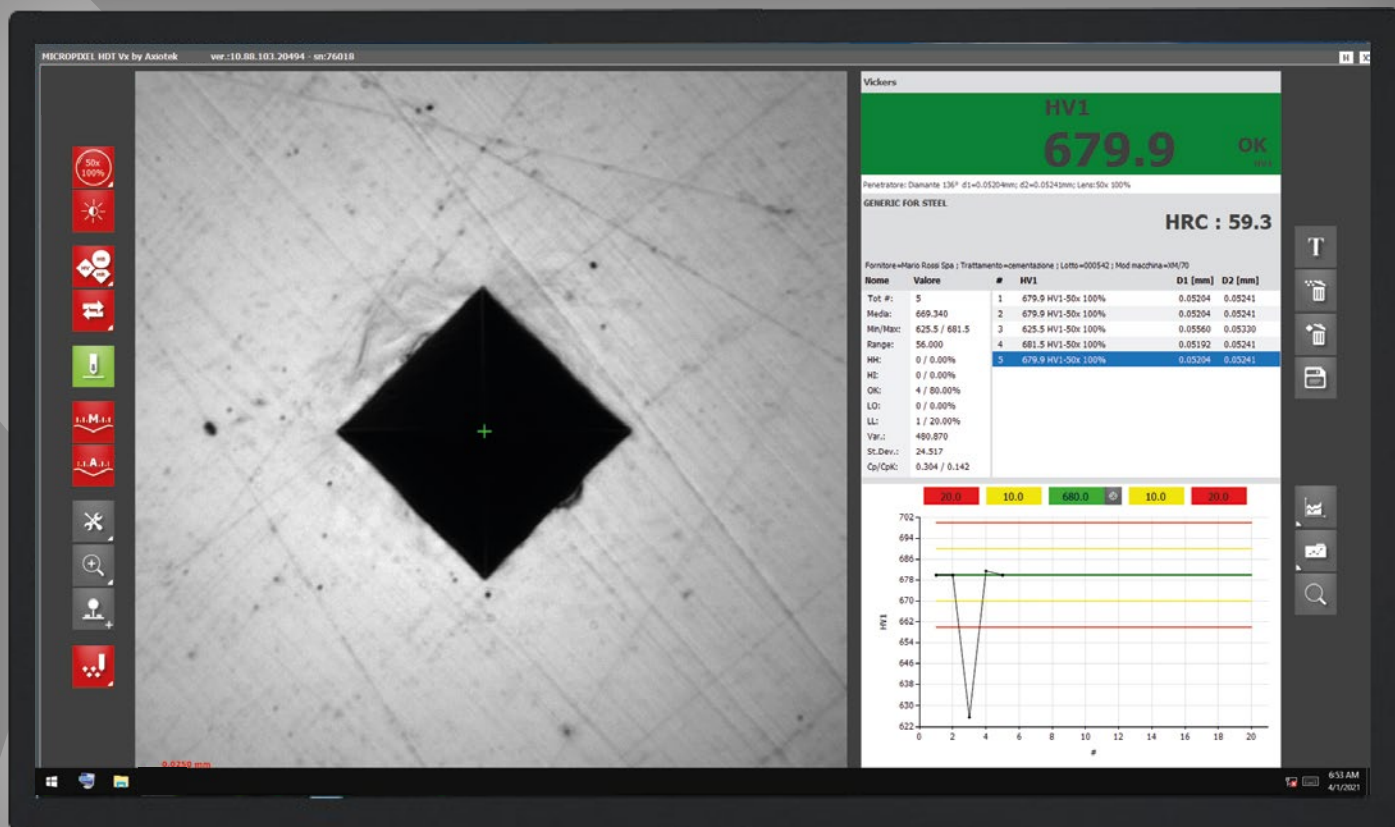 MICROPIXEL HDT Vx by Axiotek ver.:10.88.103.20494 - sn:76018
H X
50x
100%
HV HB HR
M
A
0.0250 mm
Vickers
HV1
679.9 OK
HV1
Penetratore: Diamante 136° d1=0.05204mm; d2=0.05241mm; Lens:50x 100%
GENERIC FOR STEEL
HRC : 59.3
Fornitore=Mario Rossi Spa ; Trattamento=cementazione ; Lotto=000542 ; Mod macchina=XM/70
Nome Valore # HV1 D1 [mm] D2 [mm]
Tot #: 5 1 679.9 HV1-50x 100% 0.05204 0.05241
Media: 669.340 2 679.9 HV1-50x 100% 0.05204 0.05241
Min/Max: 625.5 / 681.5 3 625.5 HV1-50x 100% 0.05560 0.05330
Range: 56.000 4 681.5 HV1-50x 100% 0.05192 0.05241
HH: 0 / 0.00% 5 679.9 HV1-50x 100% 0.05204 0.05241
HI: 0 / 0.00%
OK: 4 / 80.00%
LO: 0 / 0.00%
LL: 1 / 20.00%
Var.: 480.870
St.Dev.: 24.517
Cp/CpK: 0.304 / 0.142
20.0 10.0 680.0 10.0 20.0
702
694
686
678
670
662
654
646
638
630
622
HV1
0 2 4 6 8 10 12 14 16 18 20
#
T
6:53 AM
4/1/2021